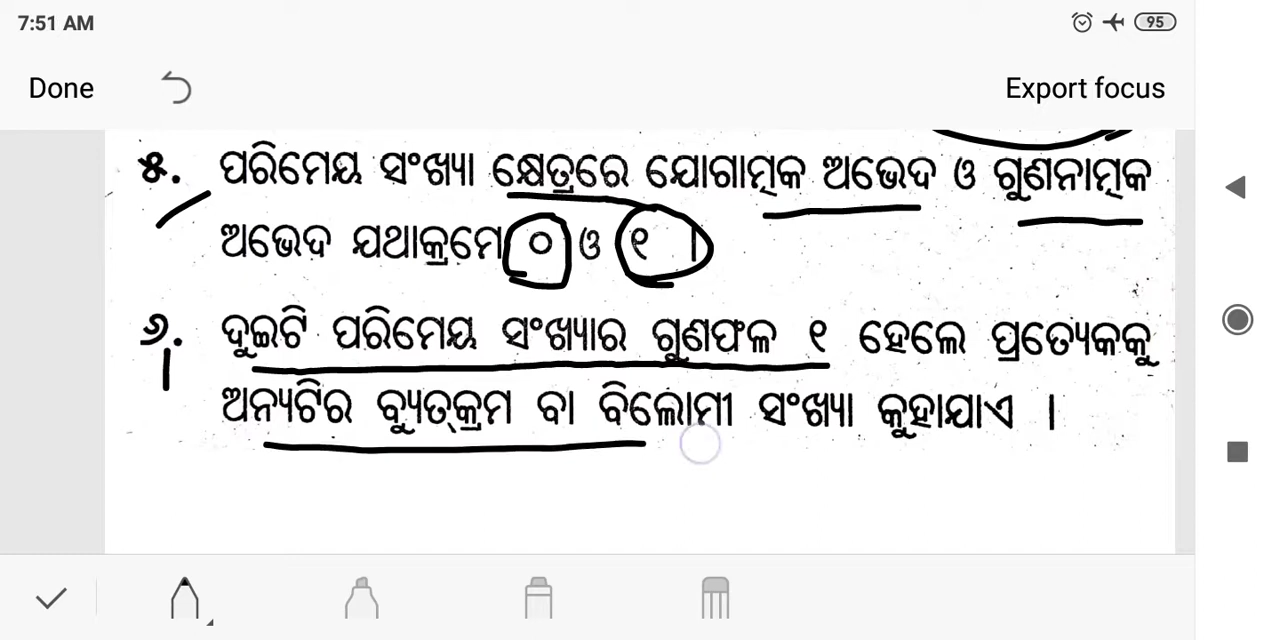 7:51 AM
95
Done
Export focus
୫. ପରିମେୟ ସଂଖ୍ୟା କ୍ଷେତ୍ରରେ ଯୋଗାତ୍ମକ ଅଭେଦ ଓ ଗୁଣନାତ୍ମକ
ଅଭେଦ ଯଥାକ୍ରମେ ୦ ଓ ୧ ।
୬. ଦୁଇଟି ପରିମେୟ ସଂଖ୍ୟାର ଗୁଣଫଳ ୧ ହେଲେ ପ୍ରତ୍ୟେକକୁ
ଅନ୍ୟଟିର ବ୍ୟୁତ୍କ୍ରମ ବା ବିଲୋମୀ ସଂଖ୍ୟା କୁହାଯାଏ ।